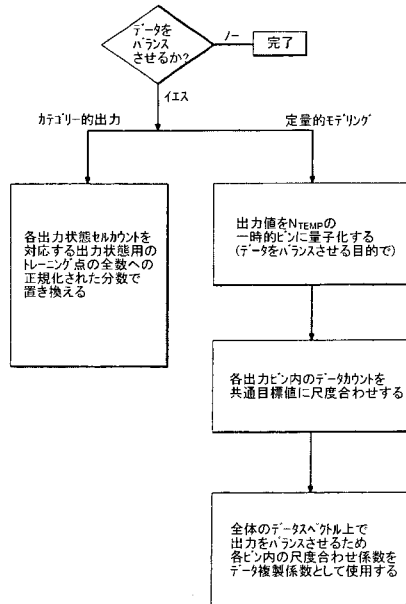 データを
バランス
させるか?
ノー
完了
イエス
カテゴリー的出力
定量的モデリング
各出力状態セルカウントを
対応する出力状態用の
トレーニング点の全数への
正規化された分数で
置き換える
出力値をNTEMPの
一時的ビンに量子化する
(データをバランスさせる目的で)
各出力ビン内のデータカウントを
共通目標値に尺度合わせする
全体のデータベクトル上で
出力をバランスさせるため
各ビン内の尺度合わせ係数を
データ複製係数として使用する